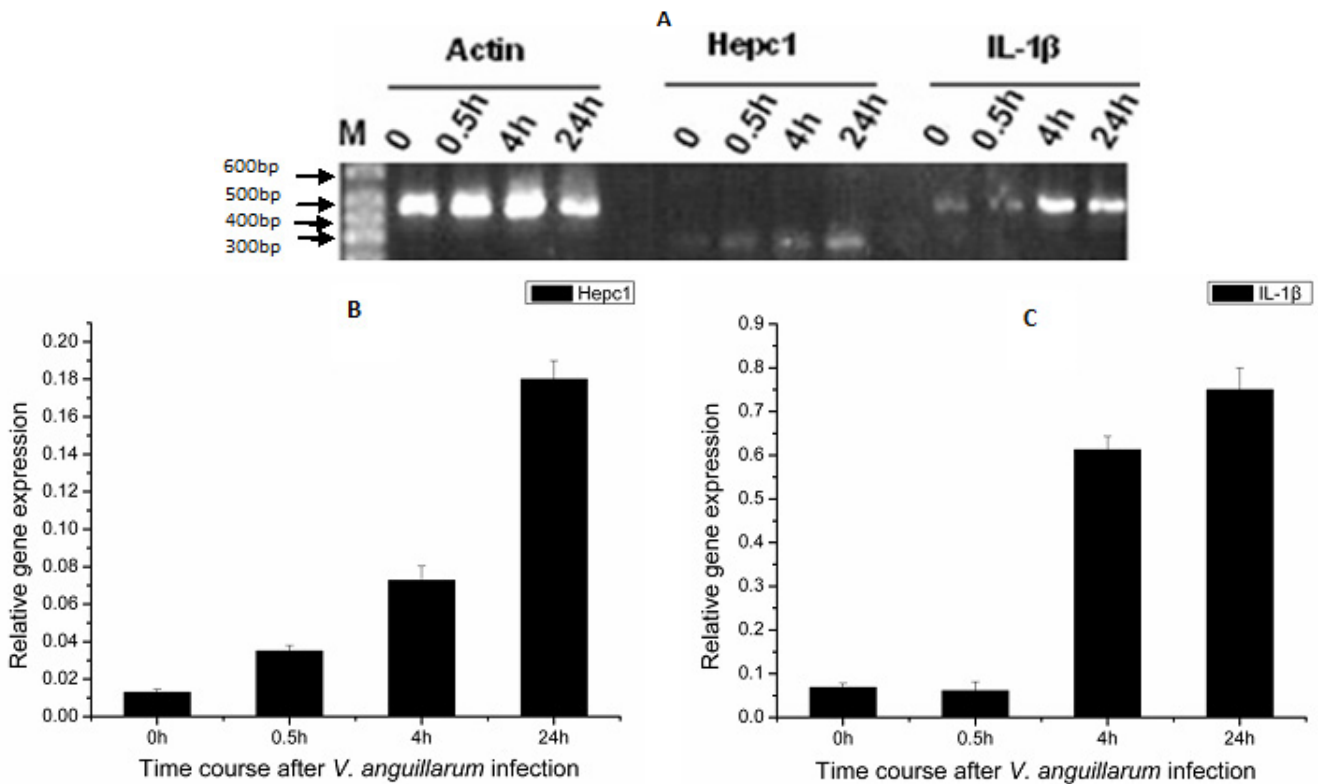 A
Actin Hepc1 IL-1β
M 0 0.5h 4h 24h 0 0.5h 4h 24h 0 0.5h 4h 24h
600bp
500bp
400bp
300bp
B
Hepc1
Relative gene expression
0.20
0.18
0.16
0.14
0.12
0.10
0.08
0.06
0.04
0.02
0.00
0h 0.5h 4h 24h
Time course after V. anguillarum infection
C
IL-1β
Relative gene expression
0.9
0.8
0.7
0.6
0.5
0.4
0.3
0.2
0.1
0.0
0h 0.5h 4h 24h
Time course after V. anguillarum infection